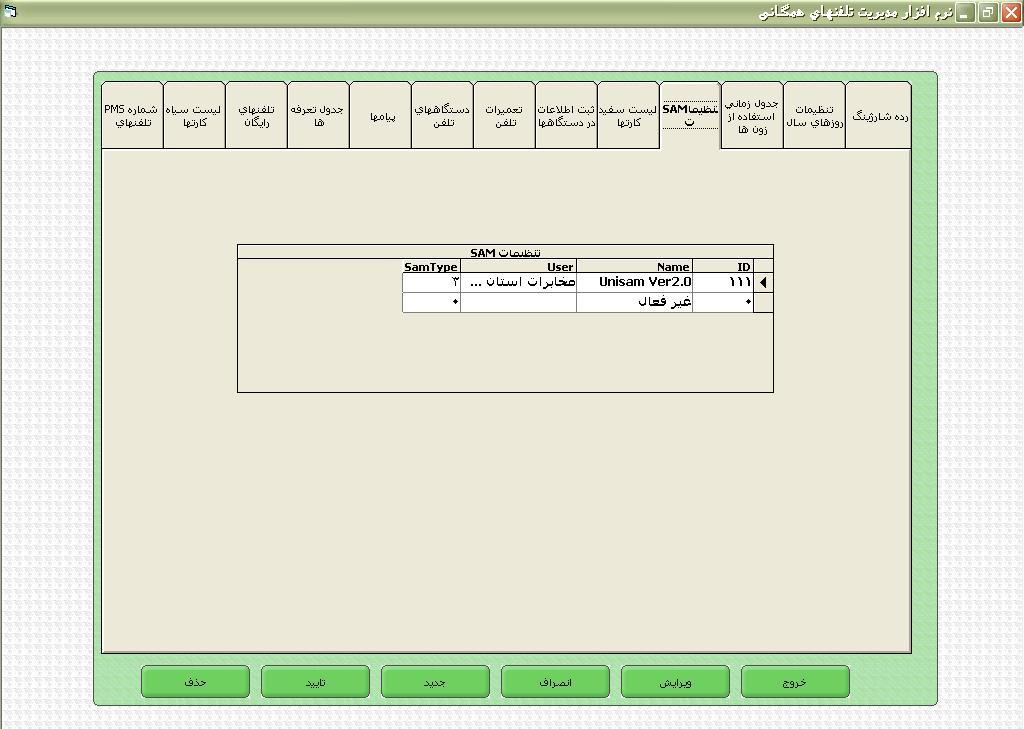 نرم افزار مديريت تلفنهاي همگاني
رده شارژينگ
تنظيمات
روزهاي سال
جدول زماني
استفاده از
زون ها
تنظيماSAM
ت
ليست سفيد
كارتها
ثبت اطلاعات
در دستگاهها
تعميرات
تلفن
دستگاههاي
تلفن
پيامها
جدول تعرفه
ها
تلفنهاي
رايگان
ليست سياه
كارتها
شماره PMS
تلفنهاي
تنظيمات SAM
ID Name User SamType
۱۱۱ Unisam Ver2.0 مخابرات استان ... ۳
۰ غير فعال ۰
خروج
ويرايش
انصراف
جديد
تاييد
حذف